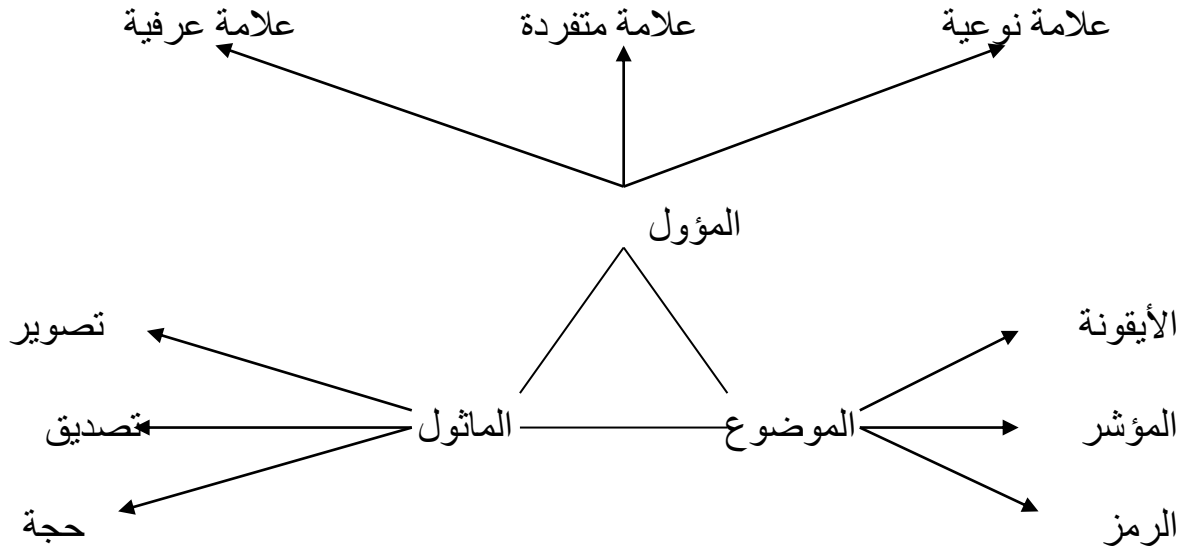 علامة نوعية علامة متفردة علامة عرفية
المؤول
الأيقونة تصوير
المؤشر الموضوع الماثول تصديق
الرمز حجة